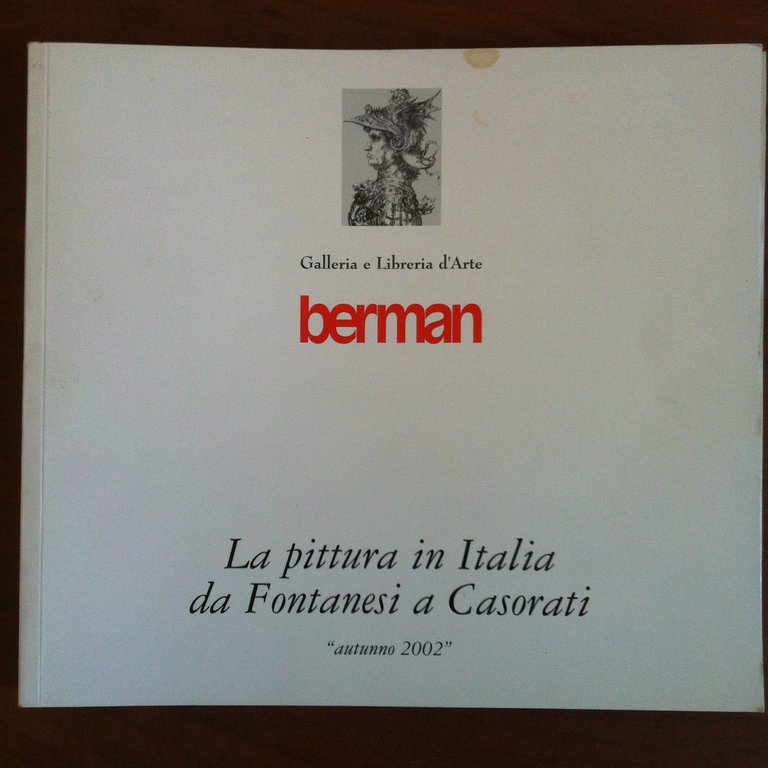 Galleria e Libreria d'Arte
berman
La pittura in Italia
da Fontanesi a Casorati
“autunno 2002”